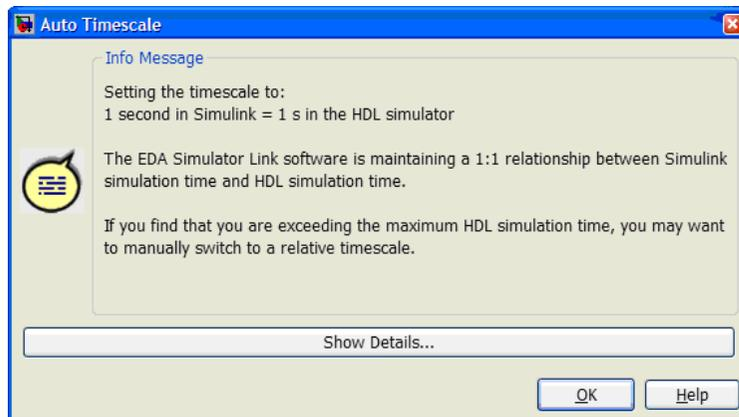 Auto Timescale
Info Message
Setting the timescale to:
1 second in Simulink = 1 s in the HDL simulator
The EDA Simulator Link software is maintaining a 1:1 relationship between Simulink
simulation time and HDL simulation time.
If you find that you are exceeding the maximum HDL simulation time, you may want
to manually switch to a relative timescale.
Show Details...
OK Help